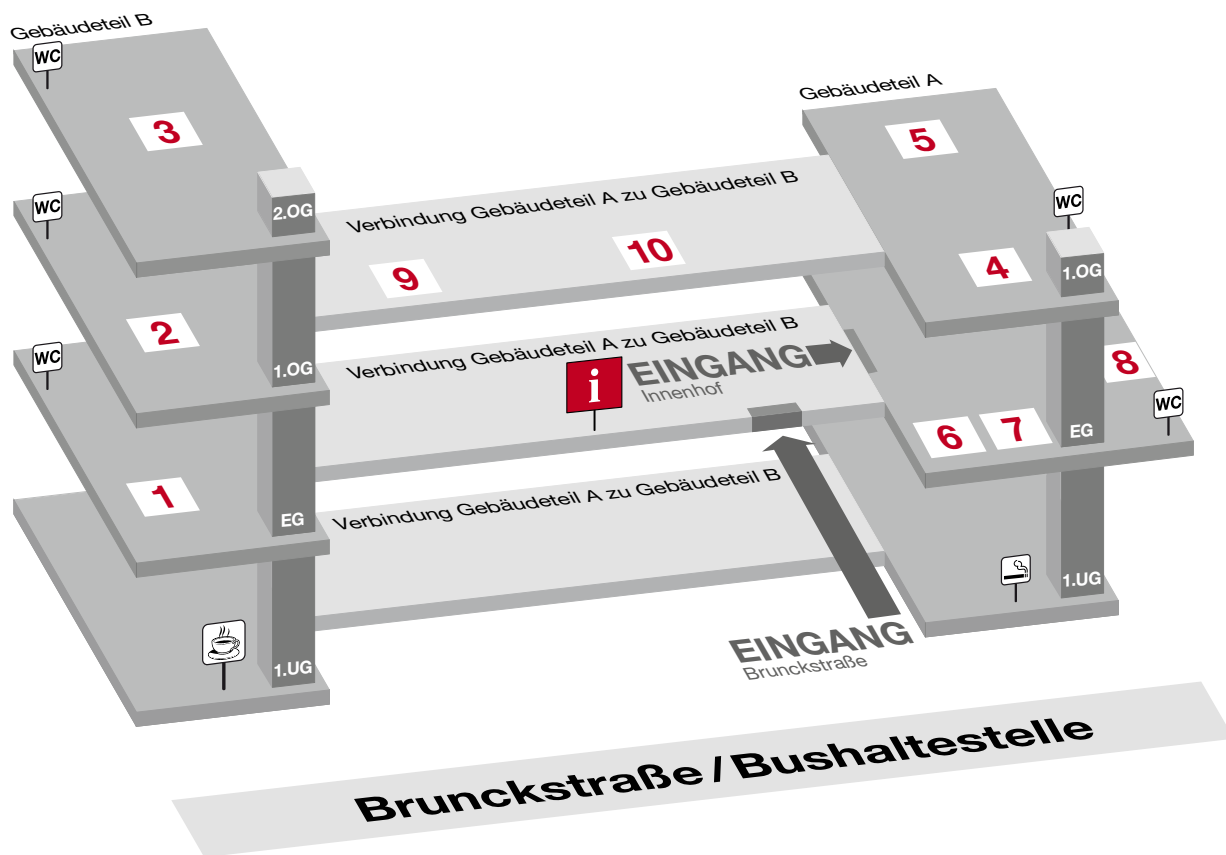 Gebäudeteil B
WC
3
2.OG
WC
2
1.OG
WC
1
EG
1.UG
Verbindung Gebäudeteil A zu Gebäudeteil B
9
10
Verbindung Gebäudeteil A zu Gebäudeteil B
i
EINGANG
Innenhof
Verbindung Gebäudeteil A zu Gebäudeteil B
Gebäudeteil A
5
WC
4
1.OG
8
WC
6
7
EG
1.UG
EINGANG
Brunckstraße
Brunckstraße / Bushaltestelle